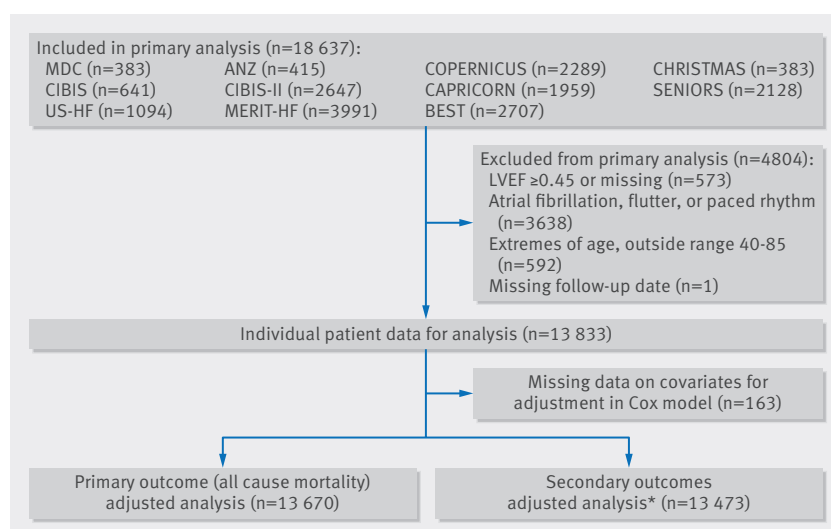 Included in primary analysis (n=18 637):
MDC (n=383) ANZ (n=415) COPERNICUS (n=2289) CHRISTMAS (n=383)
CIBIS (n=641) CIBIS-II (n=2647) CAPRICORN (n=1959) SENIORS (n=2128)
US-HF (n=1094) MERIT-HF (n=3991) BEST (n=2707)
Excluded from primary analysis (n=4804):
LVEF ≥0.45 or missing (n=573)
Atrial fibrillation, flutter, or paced rhythm
(n=3638)
Extremes of age, outside range 40-85
(n=592)
Missing follow-up date (n=1)
Individual patient data for analysis (n=13 833)
Missing data on covariates for
adjustment in Cox model (n=163)
Primary outcome (all cause mortality)
adjusted analysis (n=13 670)
Secondary outcomes
adjusted analysis* (n=13 473)